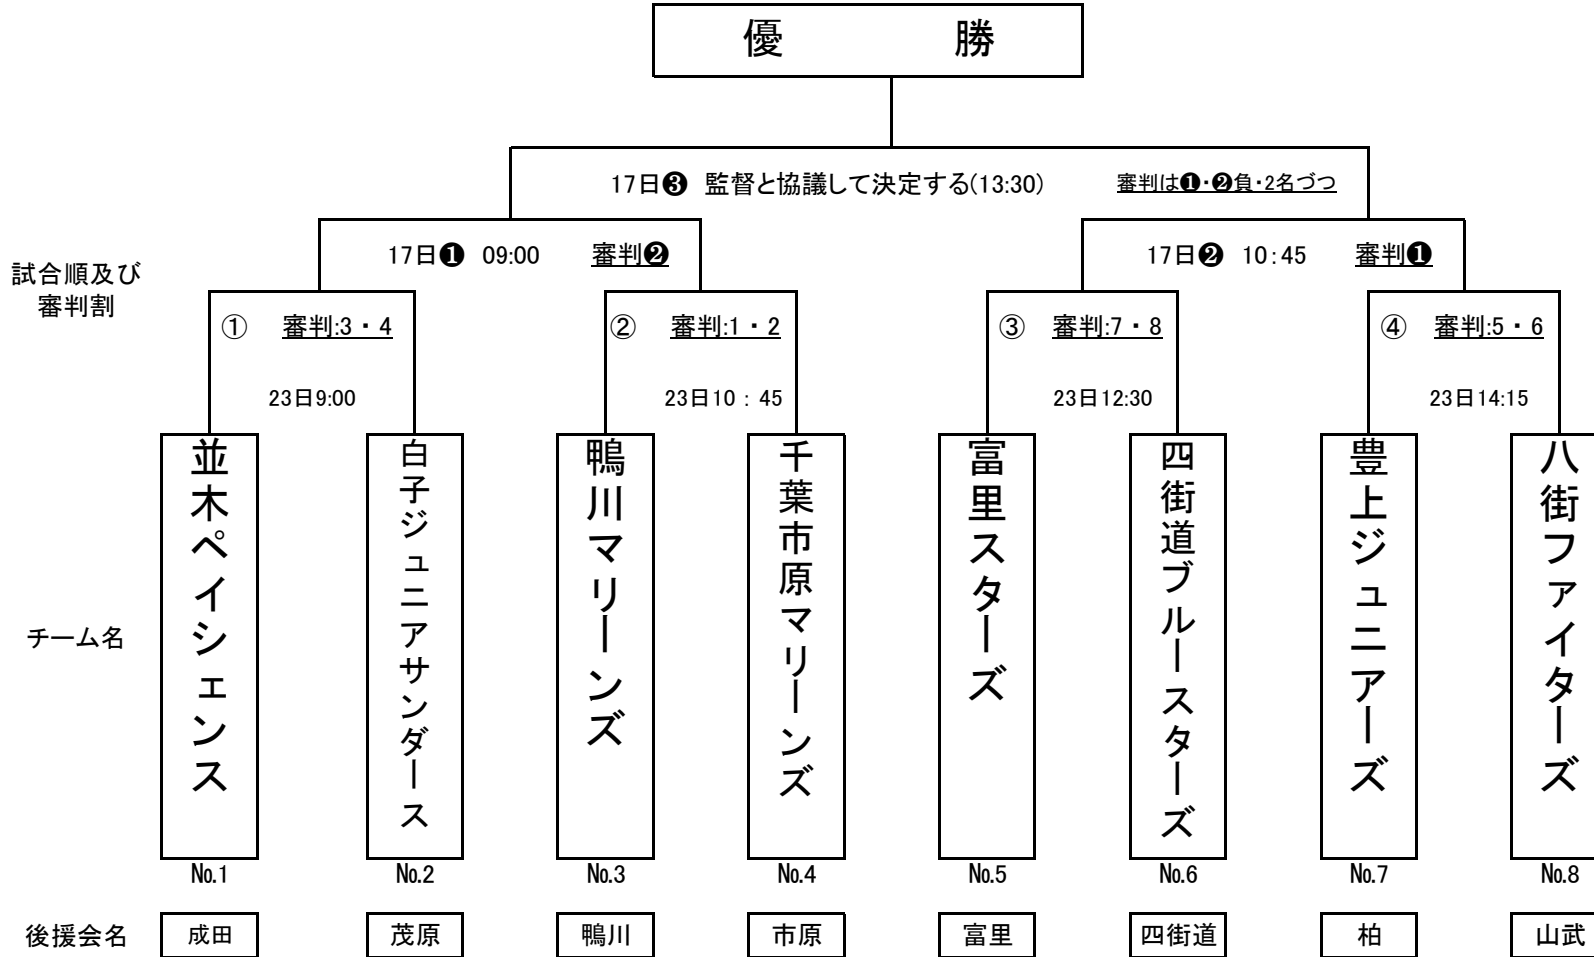 優 勝
17日❸ 監督と協議して決定する(13:30) 審判は❶・❷負・2名づつ
17日❶ 09:00 審判❷
17日❷ 10:45 審判❶
試合順及び
審判割
① 審判:3・4
② 審判:1・2
③ 審判:7・8
④ 審判:5・6
23日9:00
23日10：45
23日12:30
23日14:15
チーム名
並木ペイシェンス
白子ジュニアサンダース
鴨川マリーンズ
千葉市原マリーンズ
富里スターズ
四街道ブルースターズ
豊上ジュニアーズ
八街ファイターズ
№.1
№.2
№.3
№.4
№.5
№.6
№.7
№.8
後援会名
成田
茂原
鴨川
市原
富里
四街道
柏
山武